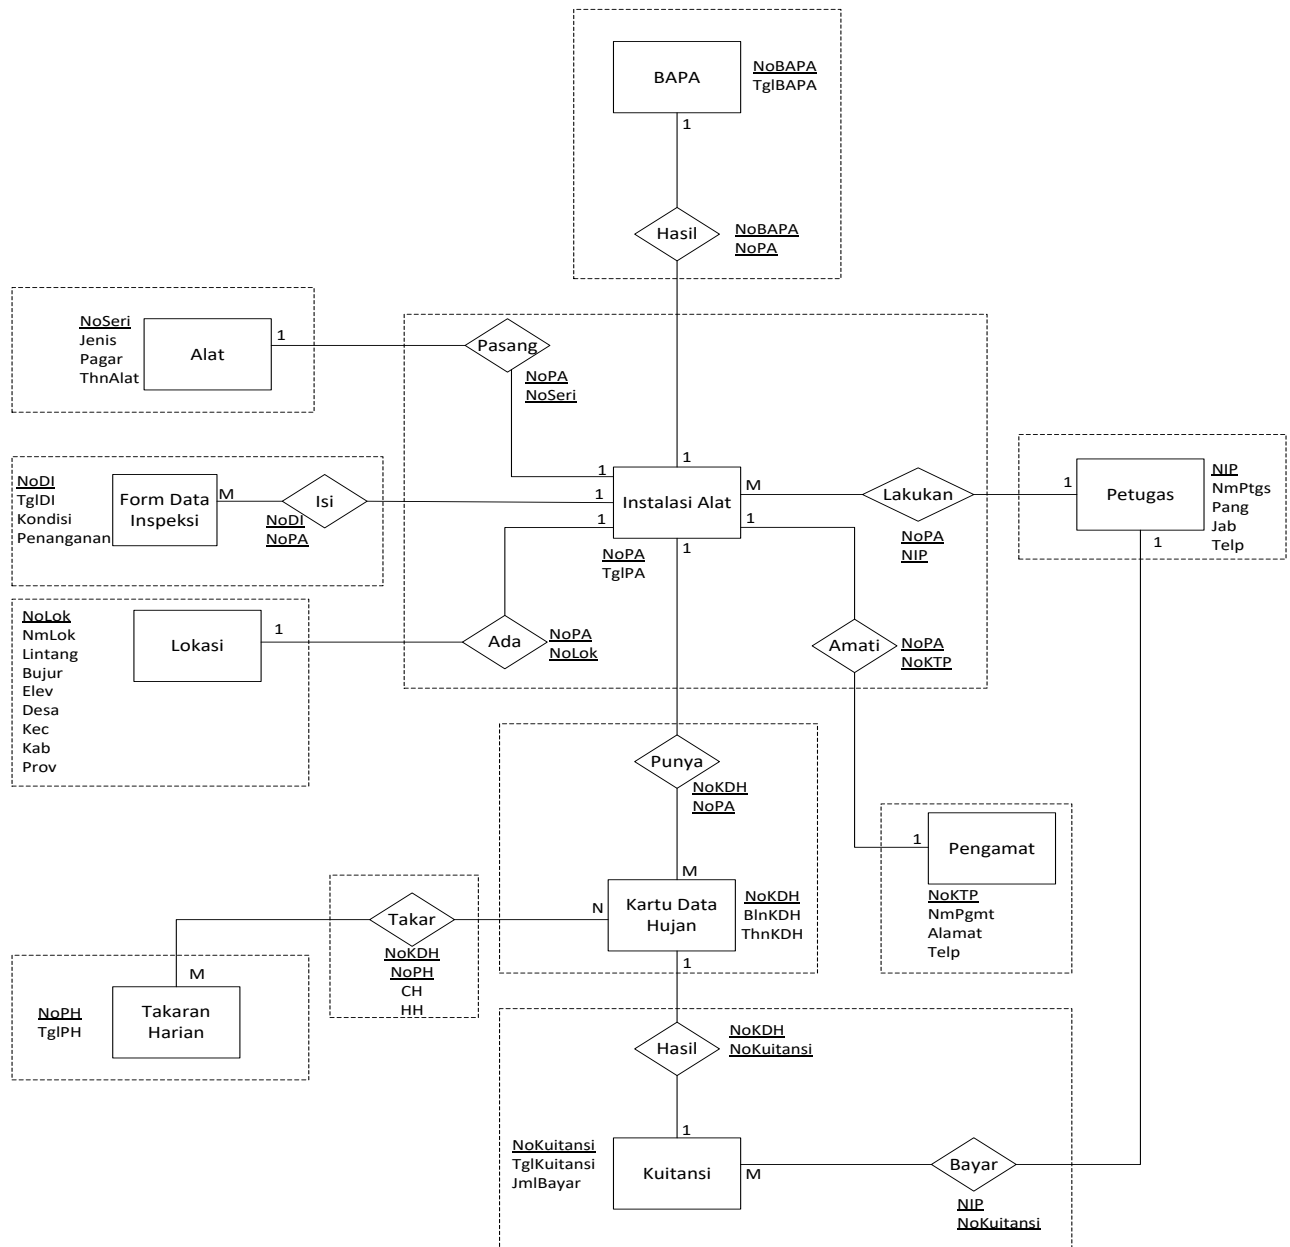 BAPA
NoBAPA
TglBAPA
1
Hasil
NoBAPA
NoPA
NoSeri
Jenis
Pagar
ThnAlat
Alat
1
Pasang
NoPA
NoSeri
1
1
NoDI
TglDI
Kondisi
Penanganan
Form Data
Inspeksi
M
Isi
NoDI
NoPA
1
Instalasi Alat
M
Lakukan
NoPA
NIP
1
Petugas
NIP
NmPtgs
Pang
Jab
Telp
1
1
1
NoPA
TglPA
1
NoLok
NmLok
Lintang
Bujur
Elev
Desa
Kec
Kab
Prov
Lokasi
1
Ada
NoPA
NoLok
Amati
NoPA
NoKTP
Punya
NoKDH
NoPA
1
Pengamat
NoKTP
NmPgmt
Alamat
Telp
M
Kartu Data
Hujan
NoKDH
BlnKDH
ThnKDH
N
Takar
NoKDH
NoPH
CH
HH
1
M
NoPH
TglPH
Takaran
Harian
Hasil
NoKDH
NoKuitansi
1
NoKuitansi
TglKuitansi
JmlBayar
Kuitansi
M
Bayar
NIP
NoKuitansi